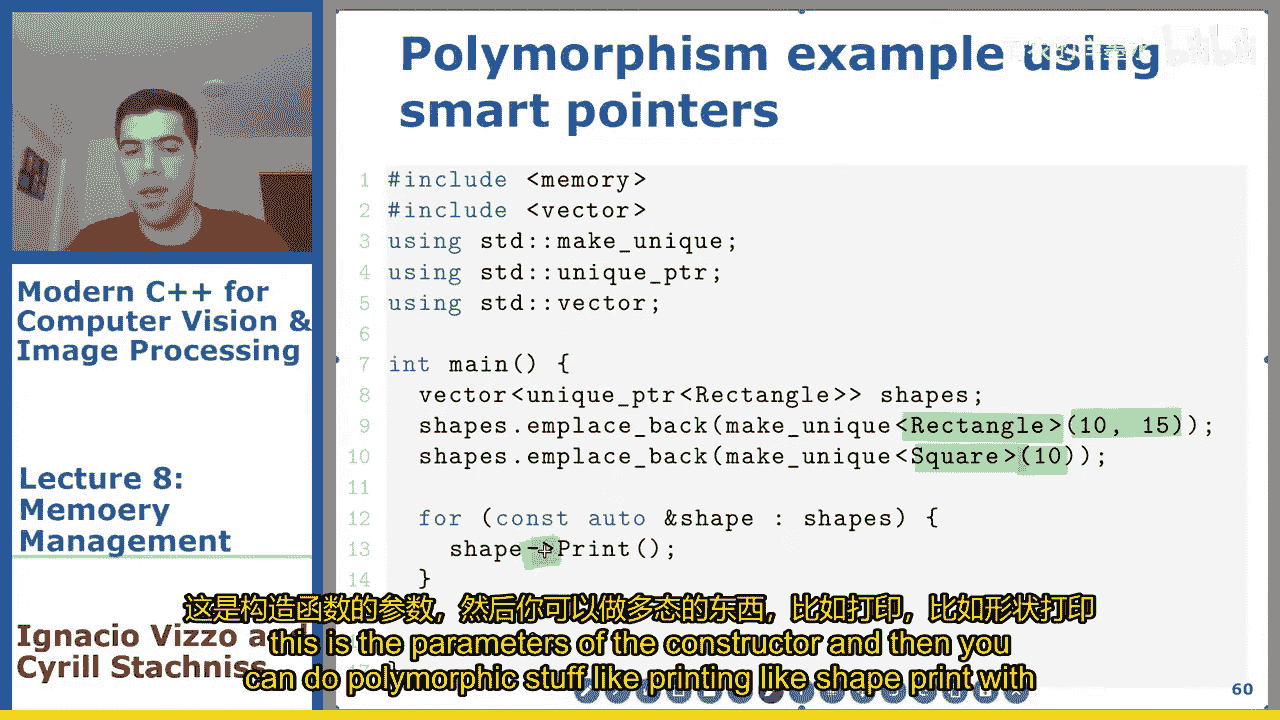 Polymorphism example using
smart pointers
1 #include <memory>
2 #include <vector>
3 using std::make_unique;
4 using std::unique_ptr;
5 using std::vector;
6
7 int main() {
8 vector<unique_ptr<Rectangle>> shapes;
9 shapes.emplace_back(make_unique<Rectangle>(10, 15));
10 shapes.emplace_back(make_unique<Square>(10));
11
12 for (const auto &shape : shapes) {
13 shape->Print();
14 }
Modern C++ for
Computer Vision &
Image Processing
Lecture 8:
Memoery
Management
Ignacio Vizzo a
Cyrill Stachniss
这是构造函数的参数，然后你可以做多态的东西，比如打印，比如形状打印
this is the parameters of the constructor and then you
can do polymorphic stuff like printing like shape print with
60